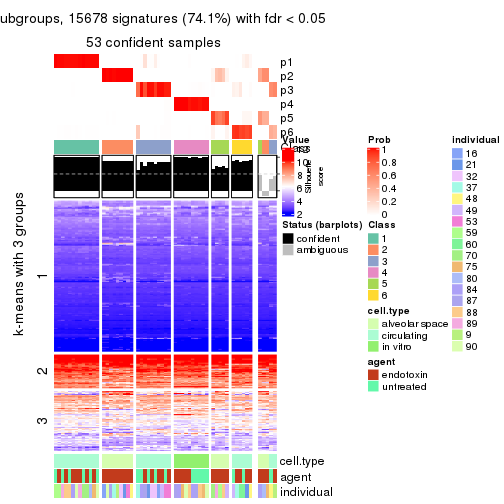 ubgroups, 15678 signatures (74.1%) with fdr < 0.05
53 confident samples
p1
p2
p3
p4
p5
p6
Class
Silhouette score
k-means with 3 groups
1
2
3
cell.type
agent
individual
Value
12
10
8
6
4
2
Status (barplots)
confident
ambiguous
Prob
1
0.8
0.6
0.4
0.2
0
Class
1
2
3
4
5
6
cell.type
alveolar space
circulating
in vitro
agent
endotoxin
untreated
individual
16
21
32
37
48
49
53
59
60
70
75
80
84
87
88
89
9
90